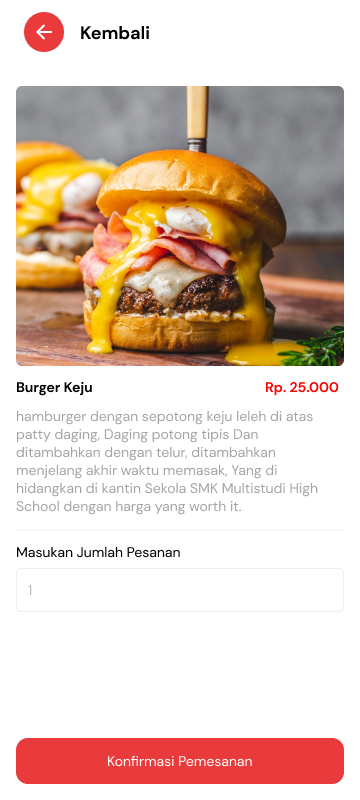 Kembali
Burger Keju
Rp. 25.000
hamburger dengan sepotong keju leleh di atas
patty daging, Daging potong tipis Dan
ditambahkan dengan telur, ditambahkan
menjelang akhir waktu memasak, Yang di
hidangkan di kantin Sekola SMK Multistudi High
School dengan harga yang worth it.
Masukan Jumlah Pesanan
1
Konfirmasi Pemesanan